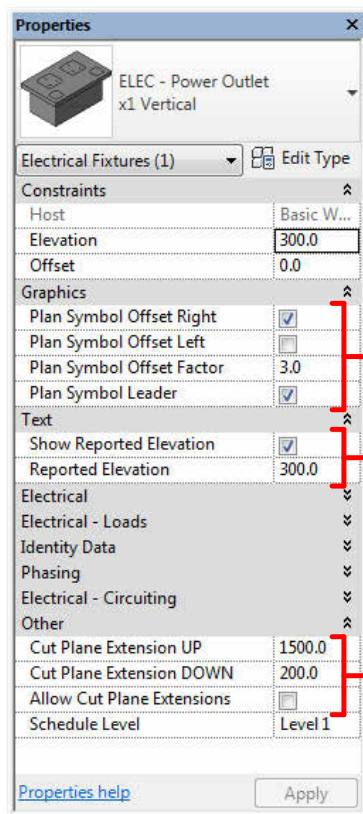 Properties
ELEC - Power Outlet
x1 Vertical
Electrical Fixtures (1) Edit Type
Constraints
Host Basic W...
Elevation 300.0
Offset 0.0
Graphics
Plan Symbol Offset Right
Plan Symbol Offset Left
Plan Symbol Offset Factor 3.0
Plan Symbol Leader
Text
Show Reported Elevation
Reported Elevation 300.0
Electrical
Electrical - Loads
Identity Data
Phasing
Electrical - Circuiting
Other
Cut Plane Extension UP 1500.0
Cut Plane Extension DOWN 200.0
Allow Cut Plane Extensions
Schedule Level Level 1
Properties help Apply